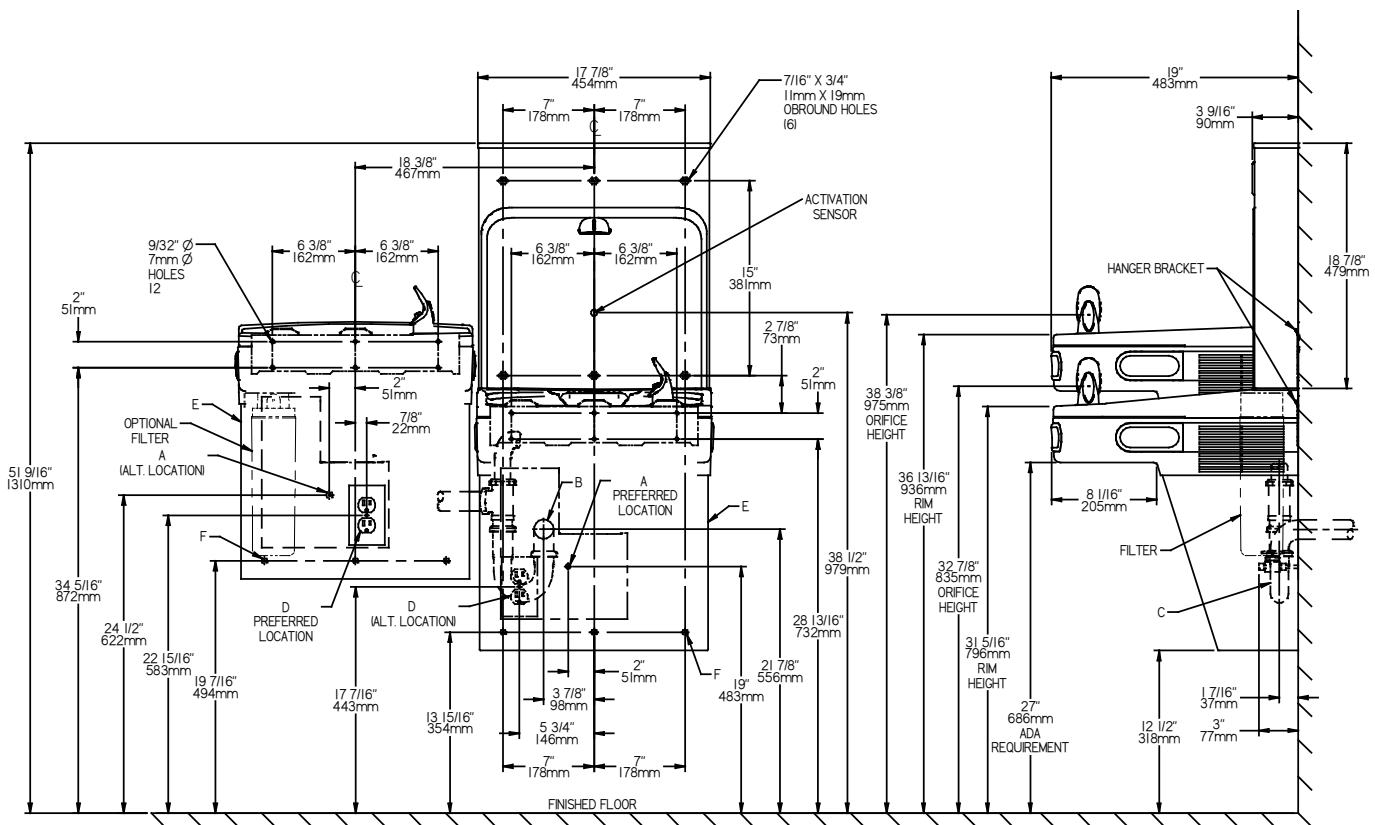 17 7/8"
454mm
7"
178mm
7"
178mm
7/16" X 3/4"
11mm X 19mm
OBROUND HOLES
(6)
19"
483mm
3 9/16"
90mm
18 3/8"
467mm
ACTIVATION
SENSOR
9/32" Ø
7mm Ø
HOLES
12
6 3/8"
162mm
6 3/8"
162mm
6 3/8"
162mm
6 3/8"
162mm
15"
381mm
HANGER BRACKET
18 7/8"
479mm
2"
51mm
2 7/8"
73mm
2"
51mm
2"
51mm
7/8"
22mm
E
OPTIONAL
FILTER
A
(ALT. LOCATION)
38 3/8"
975mm
ORIFICE
HEIGHT
36 13/16"
936mm
RIM
HEIGHT
51 9/16"
1310mm
B
A
PREFERRED
LOCATION
E
8 1/16"
205mm
F
FILTER
38 1/2"
979mm
32 7/8"
835mm
ORIFICE
HEIGHT
34 5/16"
872mm
D
PREFERRED
LOCATION
D
(ALT. LOCATION)
C
24 1/2"
622mm
28 13/16"
732mm
31 5/16"
796mm
RIM
HEIGHT
22 15/16"
583mm
21 7/8"
556mm
19 7/16"
494mm
17 7/16"
443mm
2"
51mm
F
19"
483mm
3 7/8"
98mm
13 15/16"
354mm
5 3/4"
146mm
27"
686mm
ADA
REQUIREMENT
12 1/2"
318mm
1 7/16"
37mm
3"
77mm
7"
178mm
7"
178mm
FINISHED FLOOR